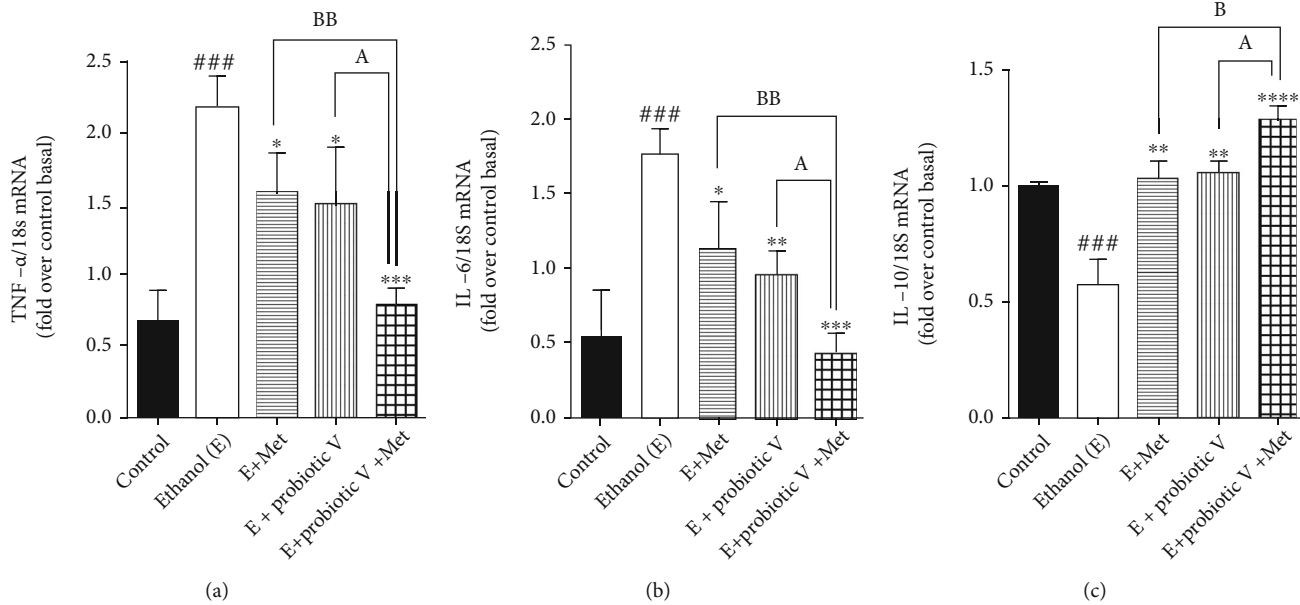 TNF –α/18s mRNA
(fold over control basal)
2.5
2.0
1.5
1.0
0.5
0.0
###
*
*
***
BB
A
Control
Ethanol (E)
E+Met
E + probiotic V
E+probiotic V +Met
(a)
IL –6/18S mRNA
(fold over control basal)
2.5
2.0
1.5
1.0
0.5
0.0
###
*
**
***
BB
A
Control
Ethanol (E)
E+Met
E + probiotic V
E+probiotic V +Met
(b)
IL –10/18S mRNA
(fold over control basal)
1.5
1.0
0.5
0.0
###
**
**
****
B
A
Control
Ethanol (E)
E+Met
E + probiotic V
E+probiotic V +Met
(c)